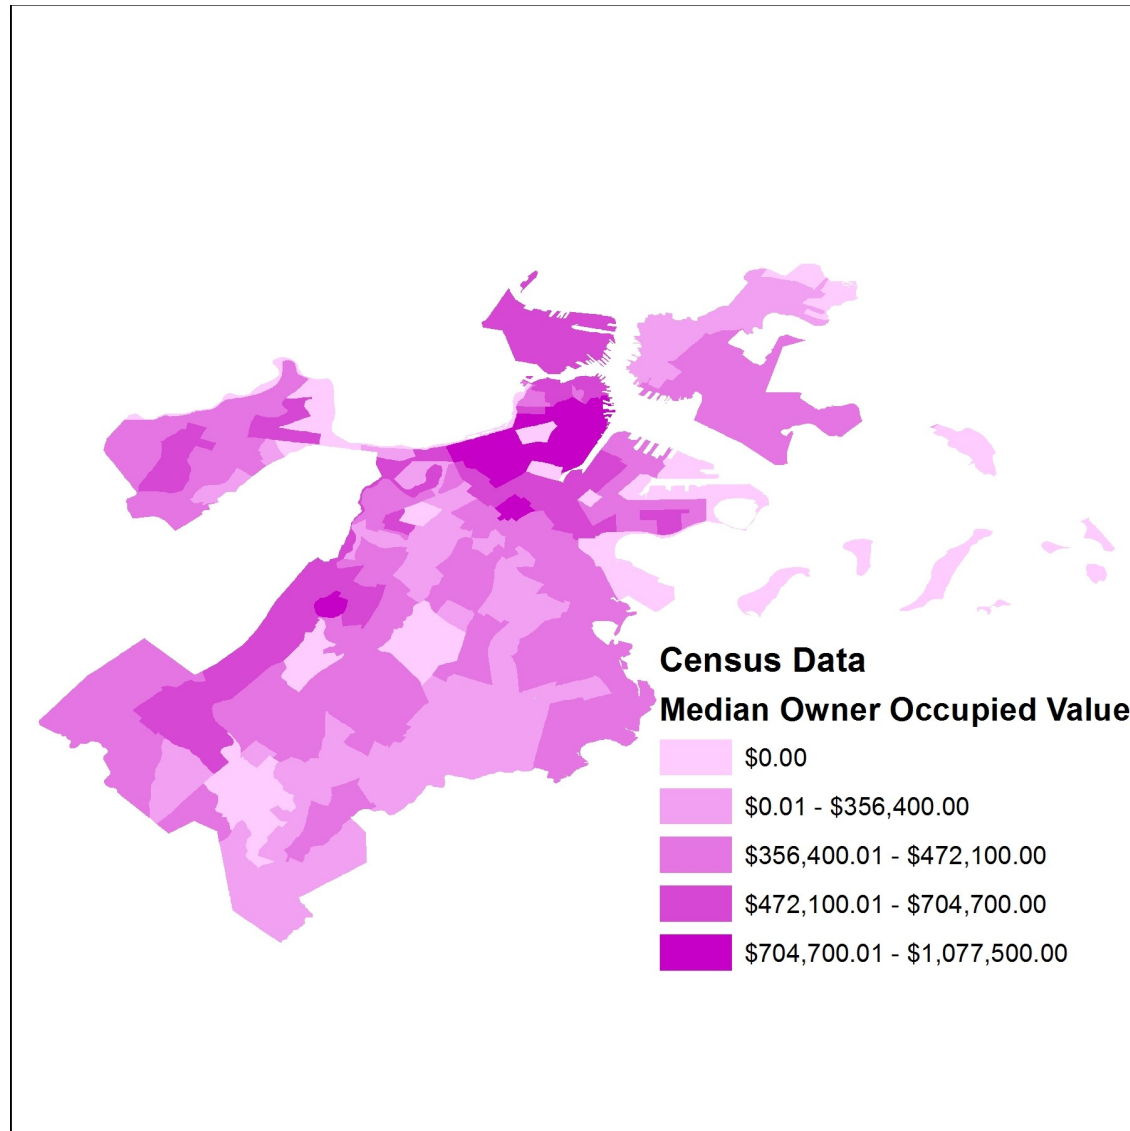 Census Data
Median Owner Occupied Value
$0.00
$0.01 - $356,400.00
$356,400.01 - $472,100.00
$472,100.01 - $704,700.00
$704,700.01 - $1,077,500.00